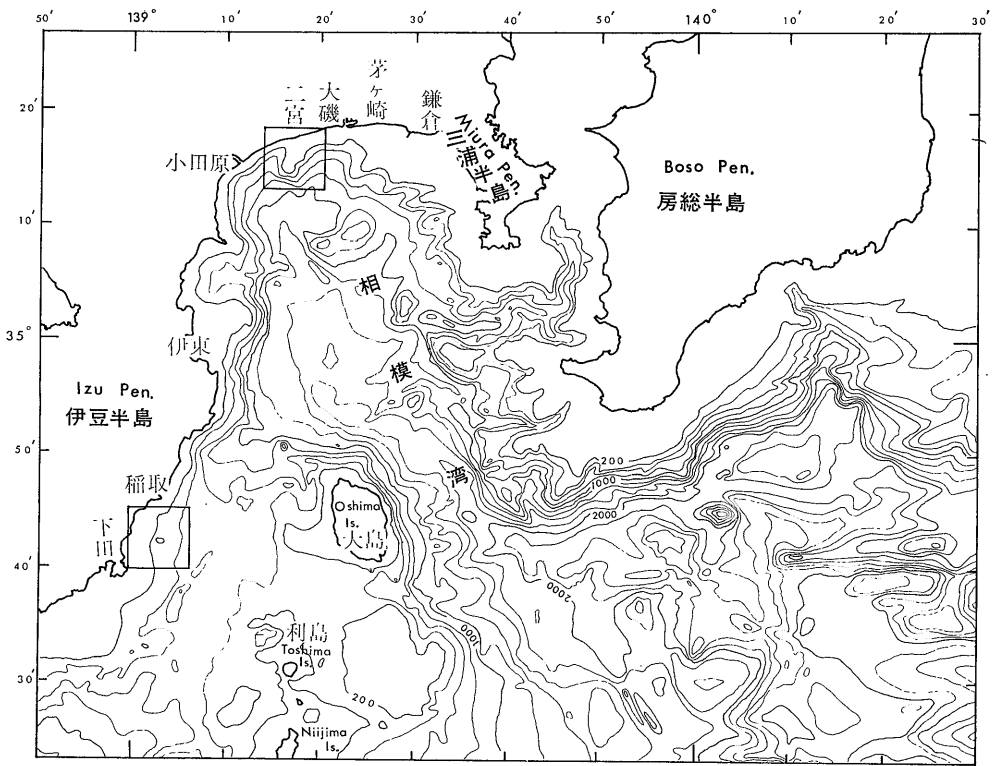 50′ 139° 10′ 20′ 30′ 40′ 50′ 140° 10′ 20′ 30′
20′
10′
35°
50′
40′
30′
二宮
大磯
茅ヶ崎
鎌倉
小田原
Miura Pen.
三浦半島
Boso Pen.
房総半島
相模湾
伊東
Izu Pen.
伊豆半島
稲取
下田
Oshima
Is.
大島
利島
Toshima
Is.
Niijima
Is.
200
1000
2000
2000
1000
200